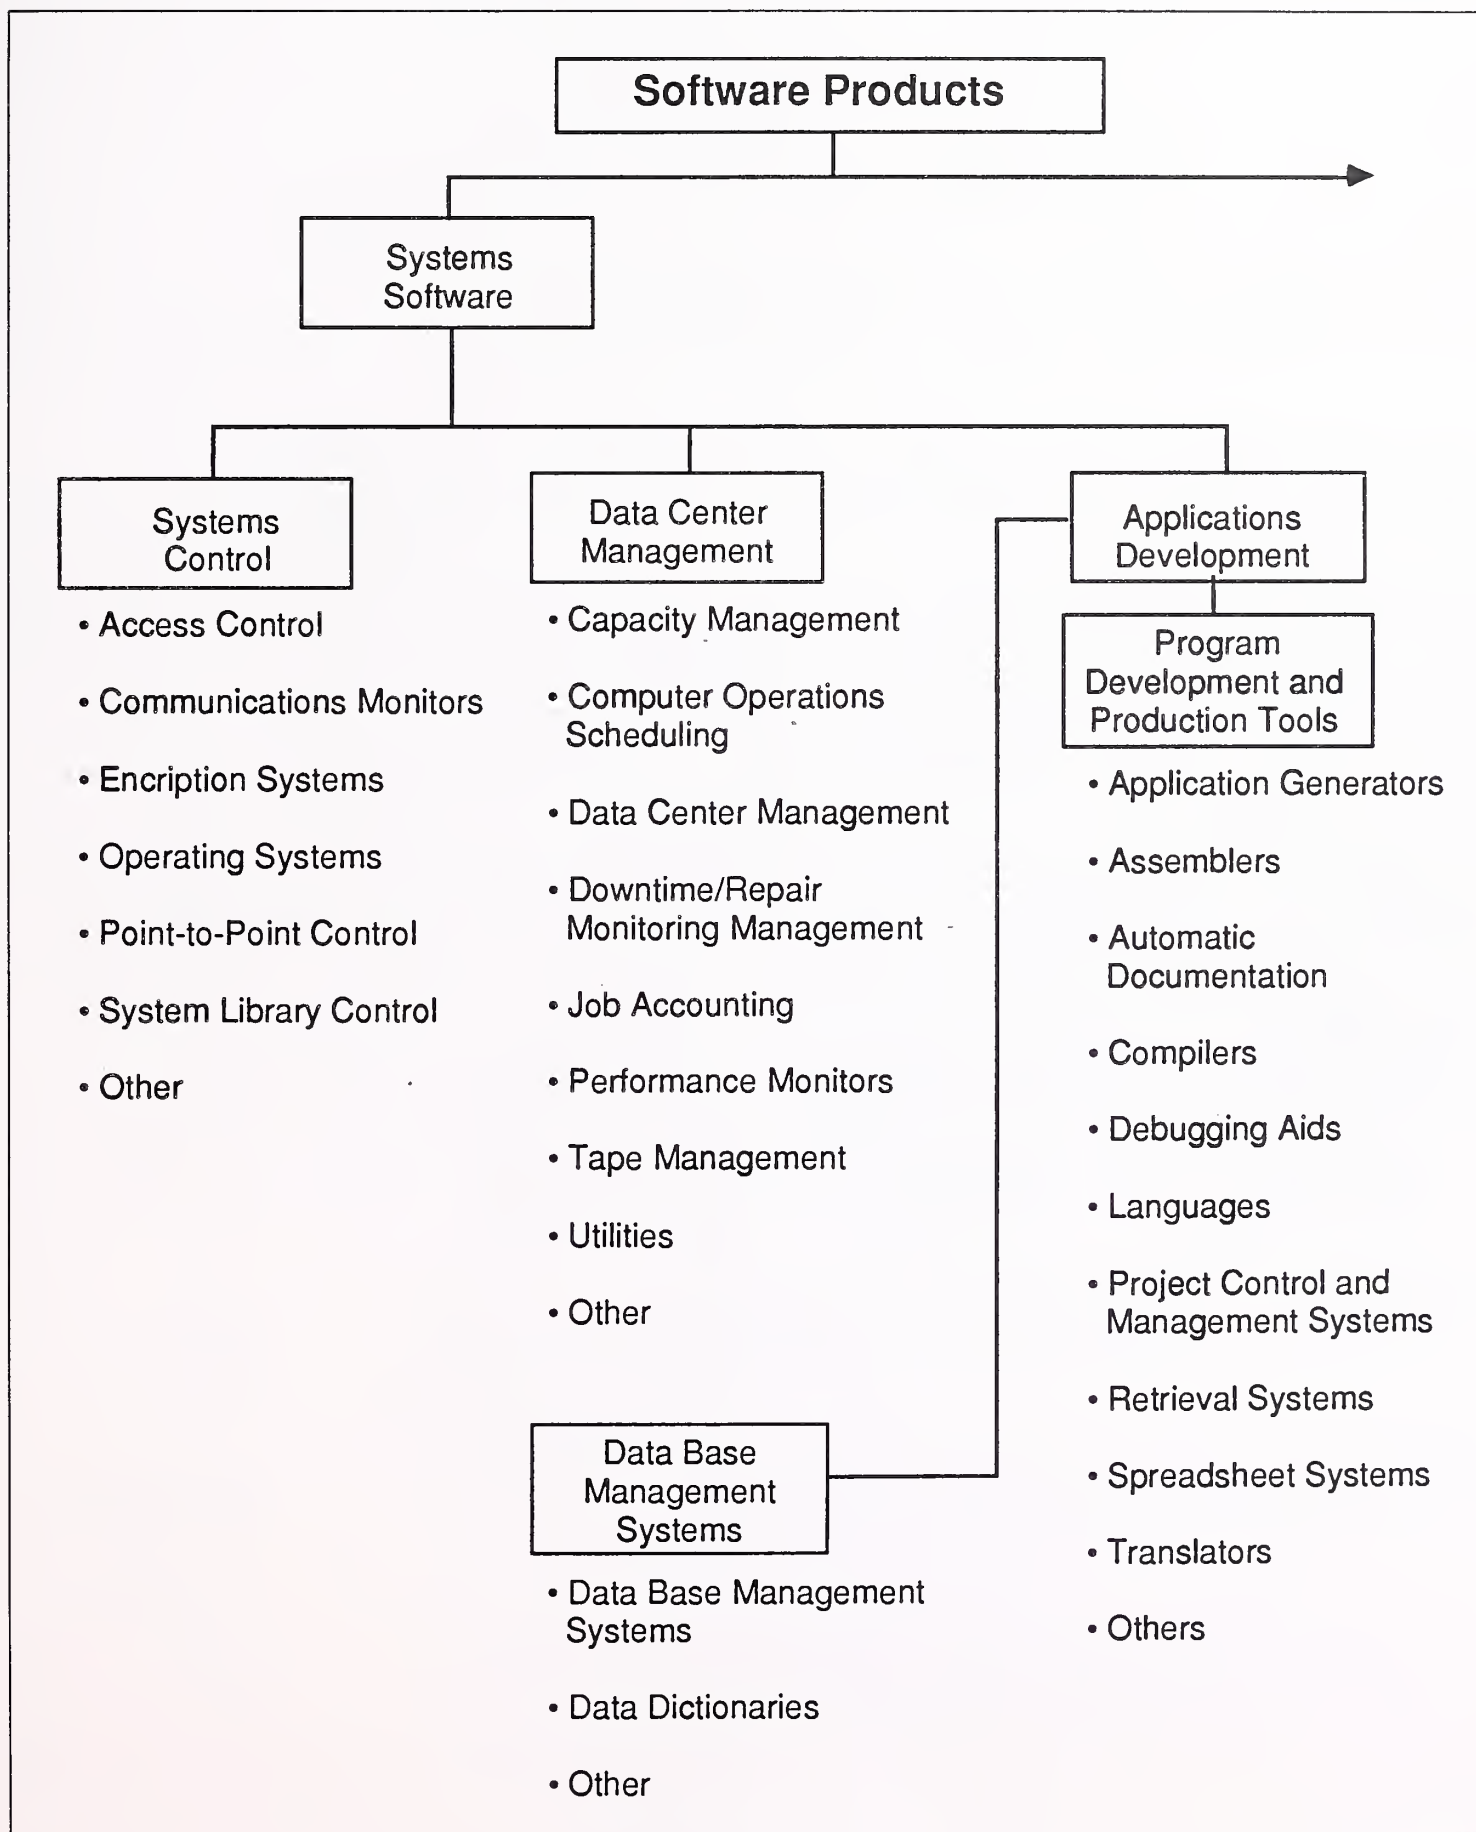 Software Products
Systems
Software
Systems
Control
• Access Control
• Communications Monitors
• Encription Systems
• Operating Systems
• Point-to-Point Control
• System Library Control
• Other
Data Center
Management
• Capacity Management
• Computer Operations
Scheduling
• Data Center Management
• Downtime/Repair
Monitoring Management
• Job Accounting
• Performance Monitors
• Tape Management
• Utilities
• Other
Data Base
Management
Systems
• Data Base Management
Systems
• Data Dictionaries
• Other
Applications
Development
Program
Development and
Production Tools
• Application Generators
• Assemblers
• Automatic
Documentation
• Compilers
• Debugging Aids
• Languages
• Project Control and
Management Systems
• Retrieval Systems
• Spreadsheet Systems
• Translators
• Others